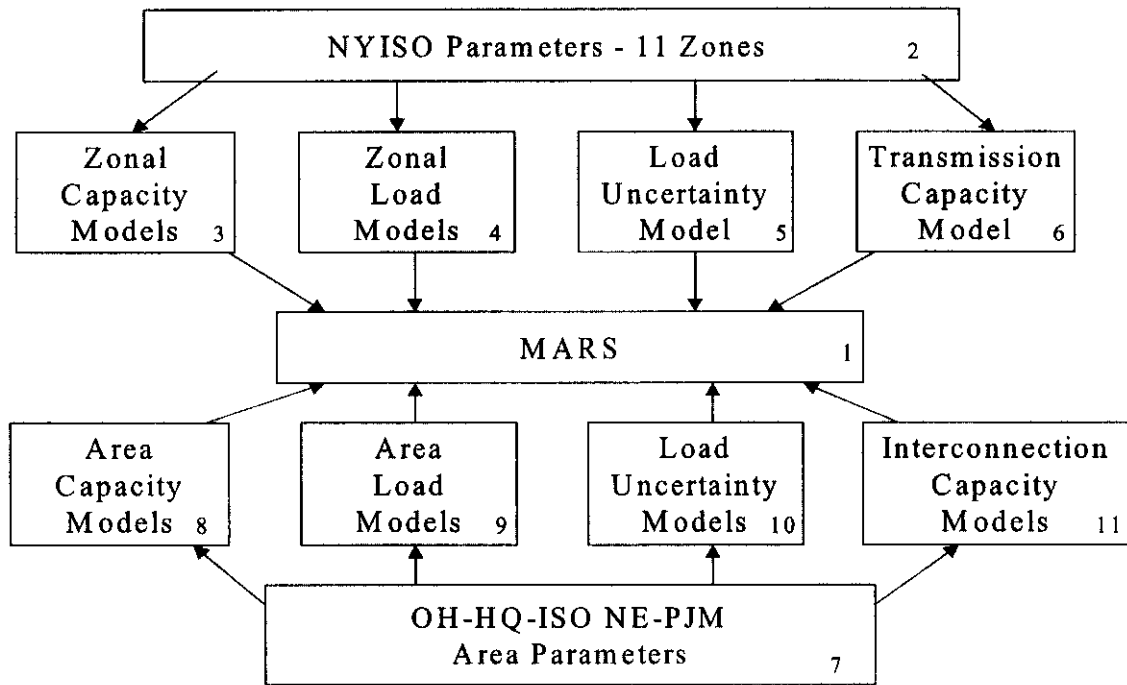 NYISO Parameters - 11 Zones 2
Zonal
Capacity
Models 3
Zonal
Load
Models 4
Load
Uncertainty
Model 5
Transmission
Capacity
Model 6
MARS 1
Area
Capacity
Models 8
Area
Load
Models 9
Load
Uncertainty
Models 10
Interconnection
Capacity
Models 11
OH-HQ-ISO NE-PJM
Area Parameters 7